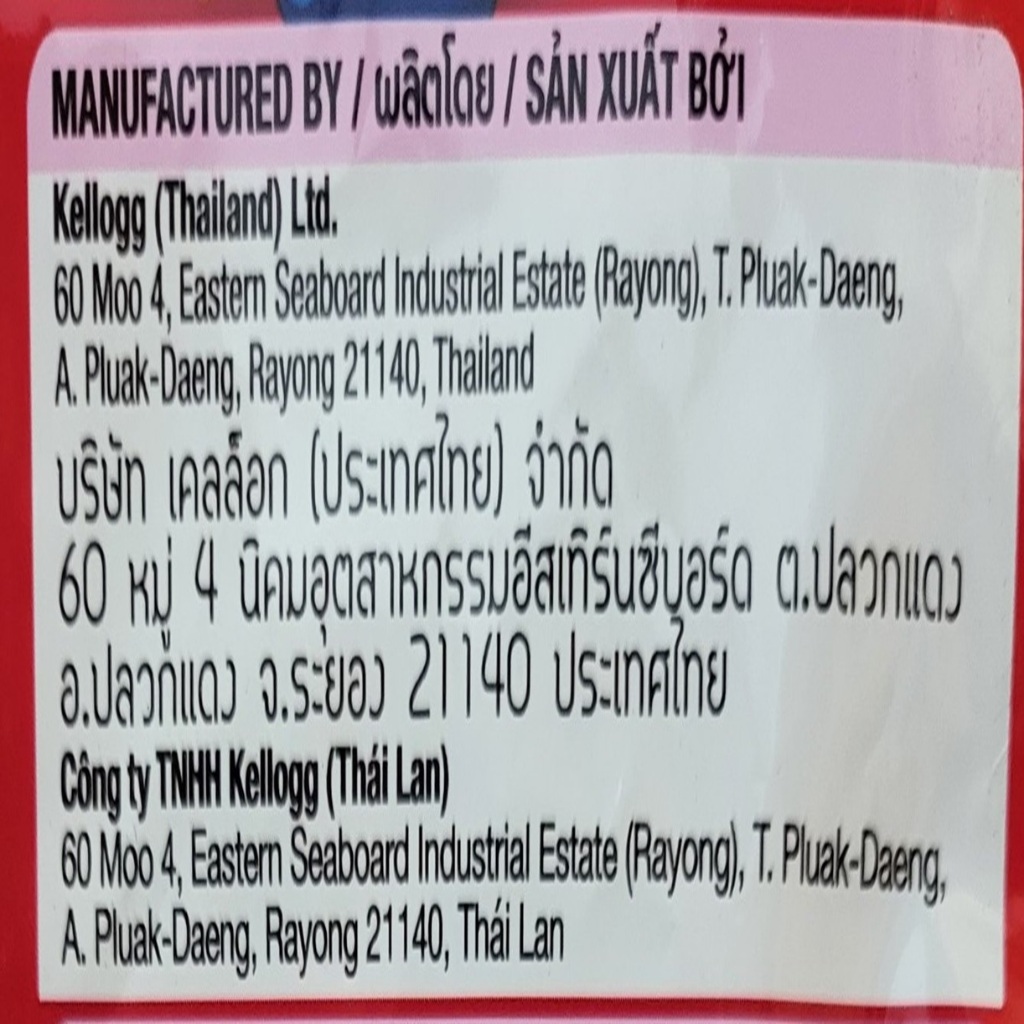 MANUFACTURED BY / ผลิตโดย / SẢN XUẤT BỞI
Kellogg (Thailand) Ltd.
60 Moo 4, Eastern Seaboard Industrial Estate (Rayong), T. Pluak-Daeng,
A. Pluak-Daeng, Rayong 21140, Thailand
บริษัท เคลล็อก (ประเทศไทย) จำกัด
60 หมู่ 4 นิคมอุตสาหกรรมอีสเทิร์นซีบอร์ด ต.ปลวกแดง
อ.ปลวกแดง จ.ระยอง 21140 ประเทศไทย
Công ty TNHH Kellogg (Thái Lan)
60 Moo 4, Eastern Seaboard Industrial Estate (Rayong), T. Pluak-Daeng,
A. Pluak-Daeng, Rayong 21140, Thái Lan